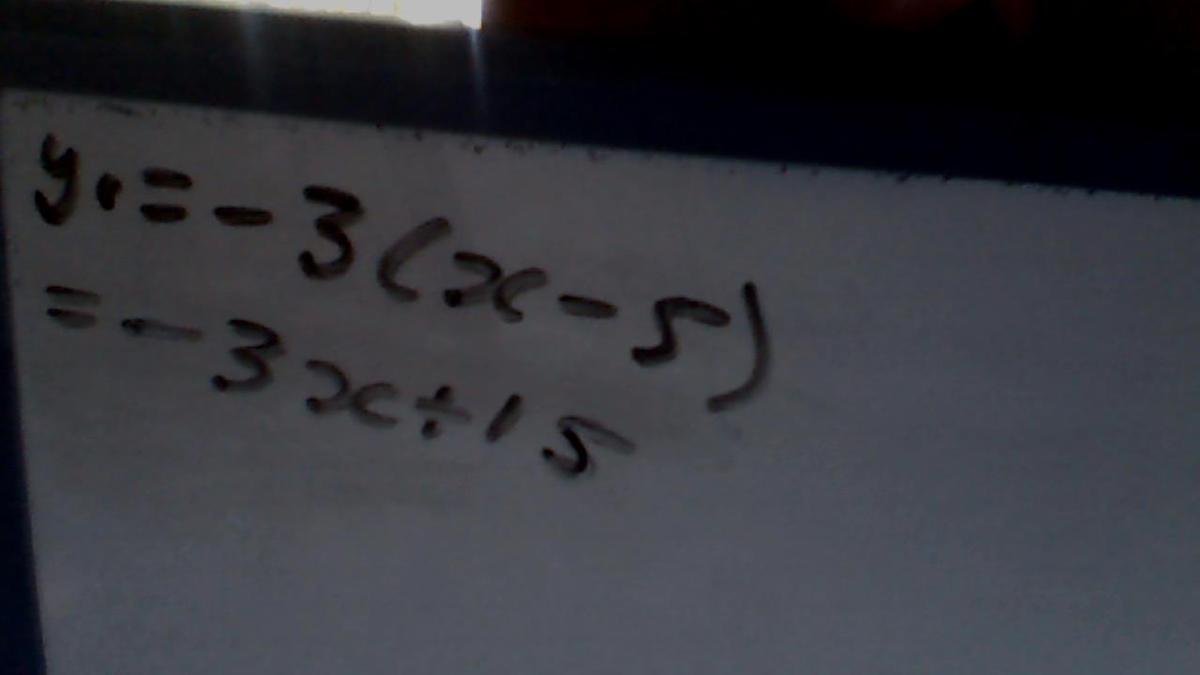 y₁ = -3(x-5)
= -3x+15